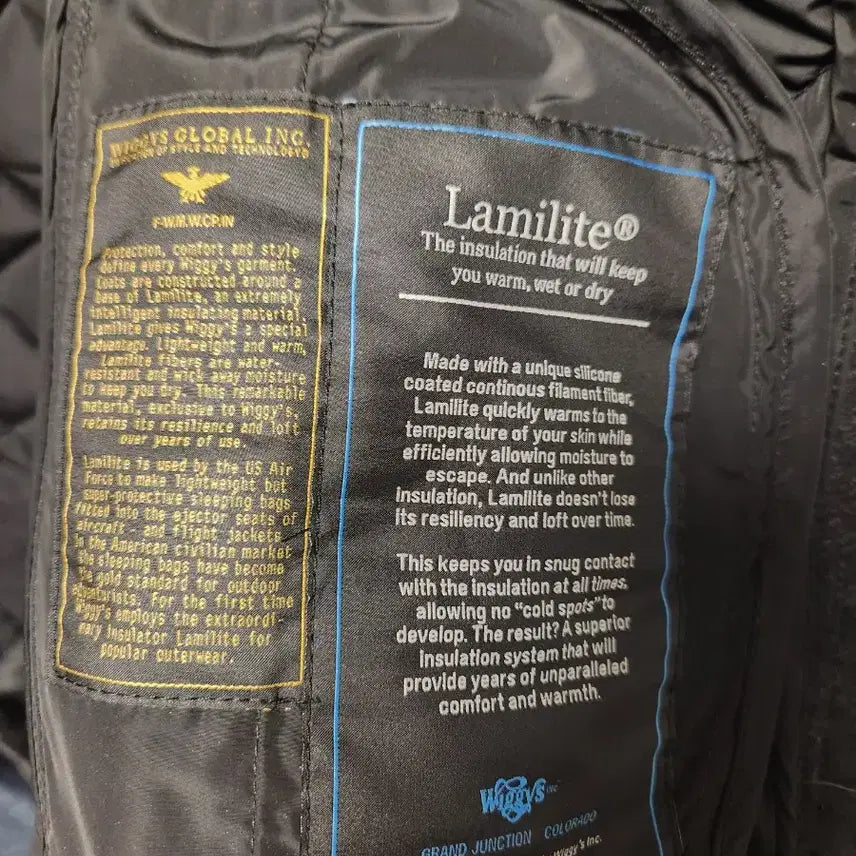 WIGGYS GLOBAL INC.
OF STYLE AND TECHNOLOGY®
F-W.M.W.CP.IN
protection, comfort and style
define every Wiggy's garment.
Coats are constructed around a
base of Lamilite, an extremely
intelligent insulating material.
Lamilite gives Wiggy's a special
advantage. Lightweight and warm,
Lamilite fibers are water-
resistant and wick away moisture
to keep you dry. This remarkable
material, exclusive to Wiggy's,
retains its resilience and loft
over years of use.
Lamilite is used by the US Air
Force to make lightweight but
super-protective sleeping bags
fitted into the ejector seats of
aircraft and flight jackets
in the American civilian market
the sleeping bags have become
the gold standard for outdoor
adventurists. For the first time
Wiggy's employs the extraordi-
nary insulator Lamilite for
popular outerwear.
Lamilite®
The insulation that will keep
you warm, wet or dry
Made with a unique silicone
coated continous filament fiber,
Lamilite quickly warms to the
temperature of your skin while
efficiently allowing moisture to
escape. And unlike other
insulation, Lamilite doesn't lose
its resiliency and loft over time.
This keeps you in snug contact
with the insulation at all times,
allowing no "cold spots" to
develop. The result? A superior
insulation system that will
provide years of unparalleled
comfort and warmth.
Wiggy's INC
GRAND JUNCTION COLORADO
Wiggy's Inc.